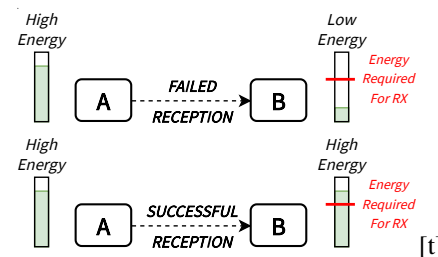 High
Energy
Low
Energy
A
FAILED
RECEPTION
B
Energy
Required
For RX
High
Energy
High
Energy
A
SUCCESSFUL
RECEPTION
B
Energy
Required
For RX
[t]